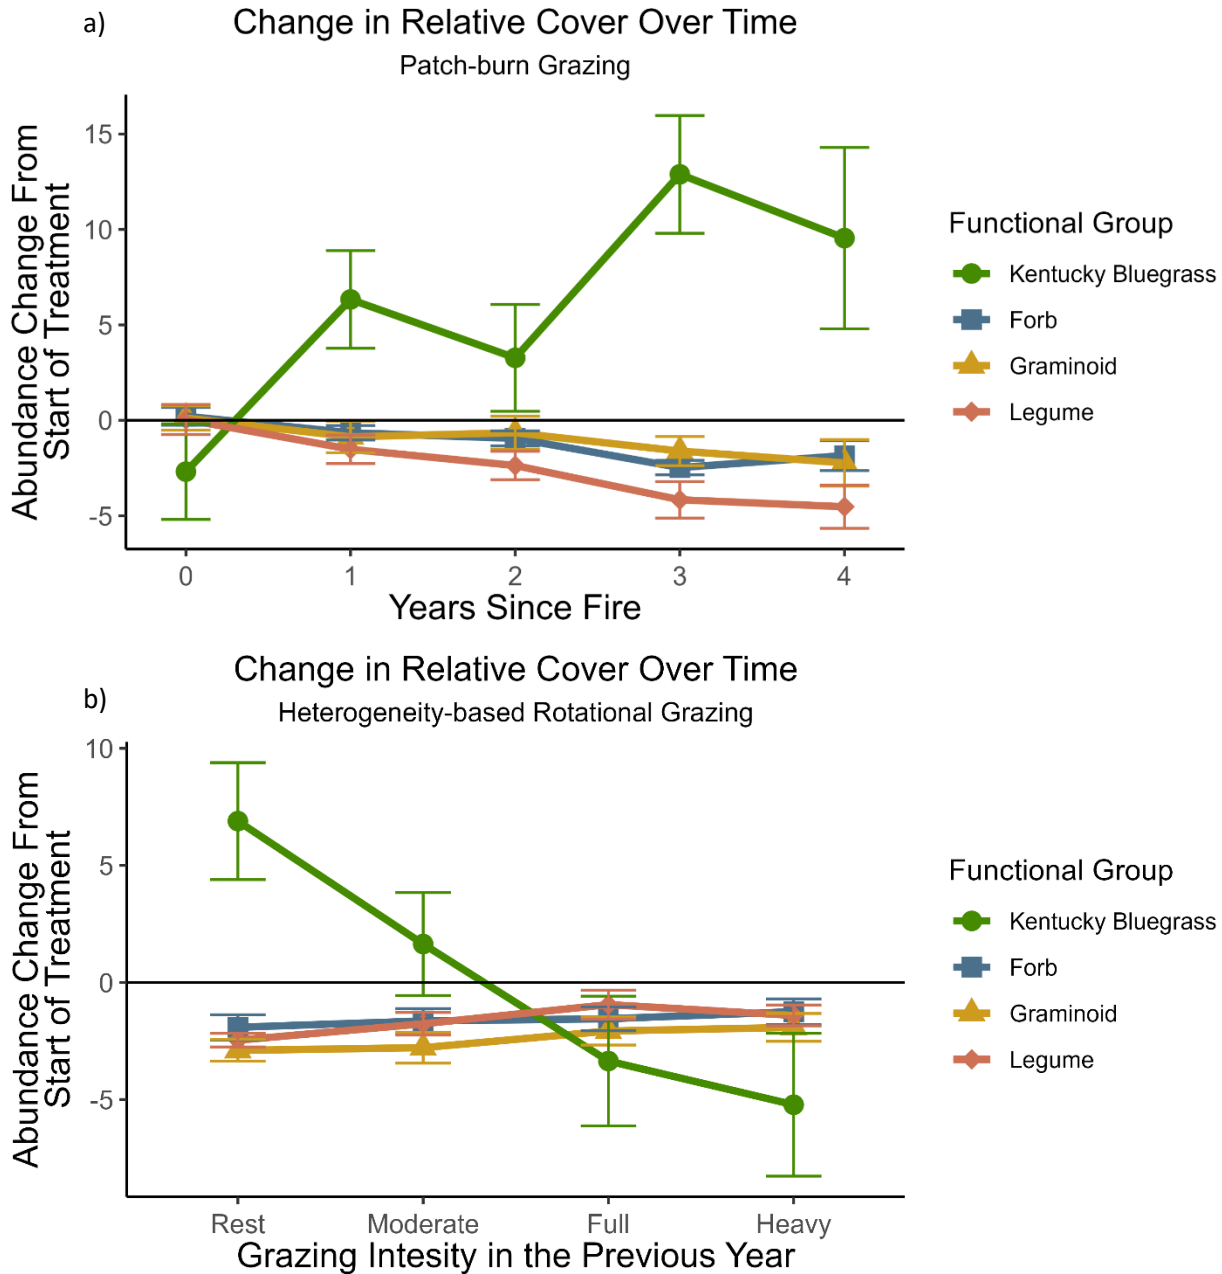 a)
Change in Relative Cover Over Time
Patch-burn Grazing
Abundance Change From
Start of Treatment
15
10
5
0
-5
0 1 2 3 4
Years Since Fire
Functional Group
Kentucky Bluegrass
Forb
Graminoid
Legume
b)
Change in Relative Cover Over Time
Heterogeneity-based Rotational Grazing
Abundance Change From
Start of Treatment
10
5
0
-5
Rest Moderate Full Heavy
Grazing Intesity in the Previous Year
Functional Group
Kentucky Bluegrass
Forb
Graminoid
Legume